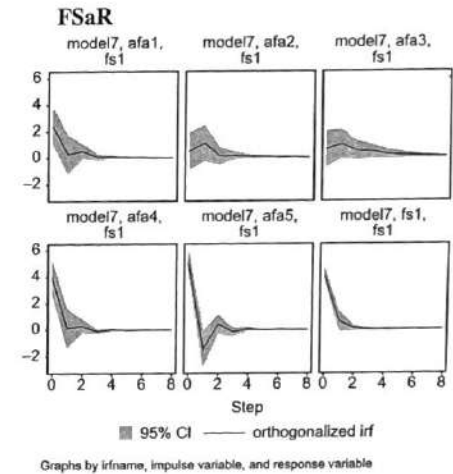 FSaR
model7, afa1, fs1
model7, afa2, fs1
model7, afa3, fs1
6
4
2
0
−2
model7, afa4, fs1
model7, afa5, fs1
model7, fs1, fs1
6
4
2
0
−2
0 2 4 6 8 0 2 4 6 8 0 2 4 6 8
Step
95% CI orthogonalized irf
Graphs by irfname, impulse variable, and response variable